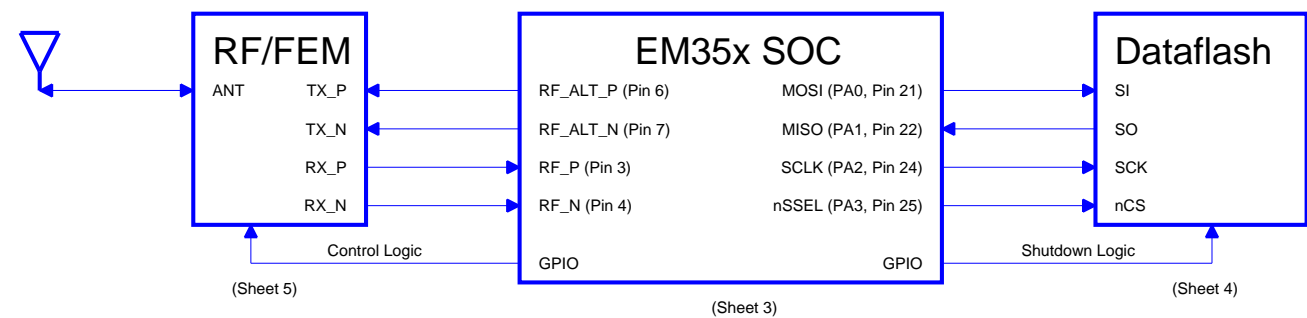 RF/FEM EM35x SOC Dataflash
ANT TX_P RF_ALT_P (Pin 6) MOSI (PA0, Pin 21) SI
TX_N RF_ALT_N (Pin 7) MISO (PA1, Pin 22) SO
RX_P RF_P (Pin 3) SCLK (PA2, Pin 24) SCK
RX_N RF_N (Pin 4) nSSEL (PA3, Pin 25) nCS
Control Logic GPIO GPIO Shutdown Logic
(Sheet 5) (Sheet 3) (Sheet 4)